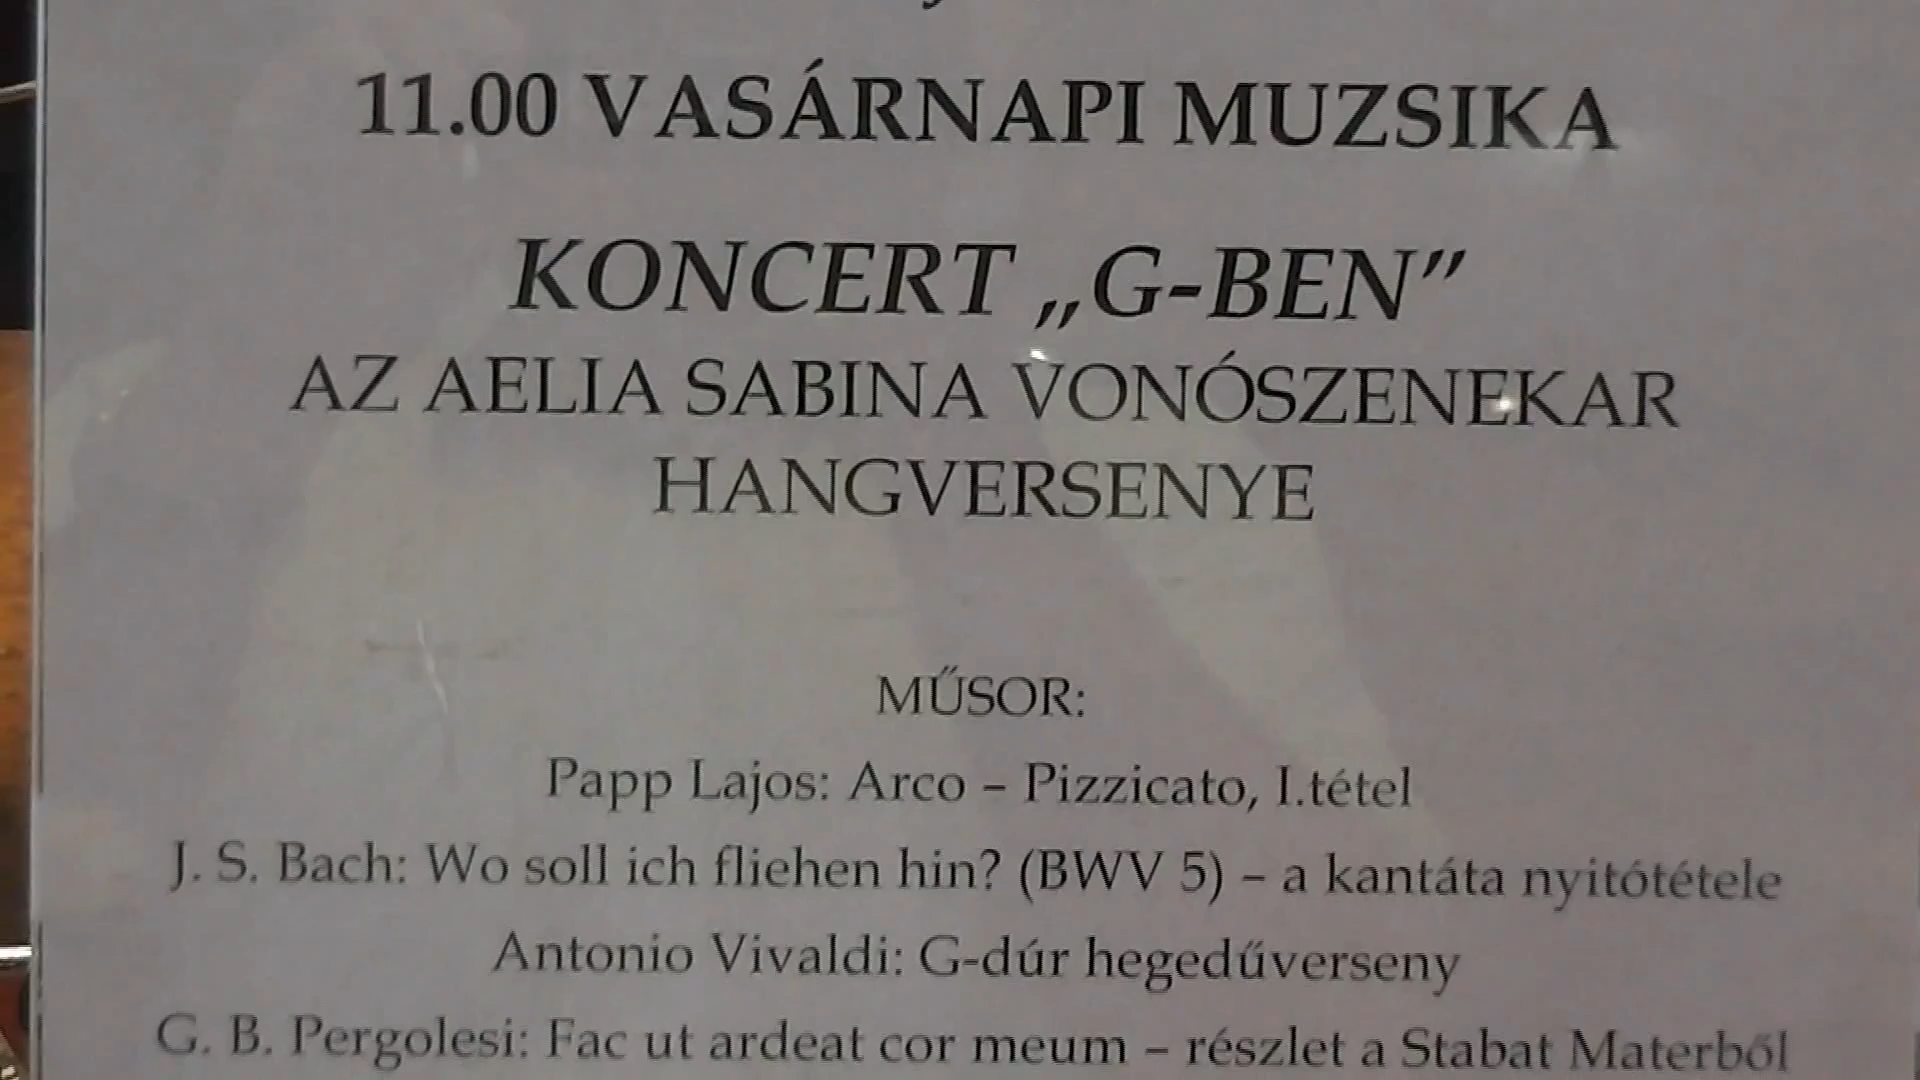 11.00 VASÁRNAPI MUZSIKA
KONCERT „G-BEN”
AZ AELIA SABINA VONÓSZENEKAR
HANGVERSENYE
MŰSOR:
Papp Lajos: Arco – Pizzicato, I.tétel
J. S. Bach: Wo soll ich fliehen hin? (BWV 5) – a kantáta nyitótétele
Antonio Vivaldi: G-dúr hegedűverseny
G. B. Pergolesi: Fac ut ardeat cor meum – részlet a Stabat Materből